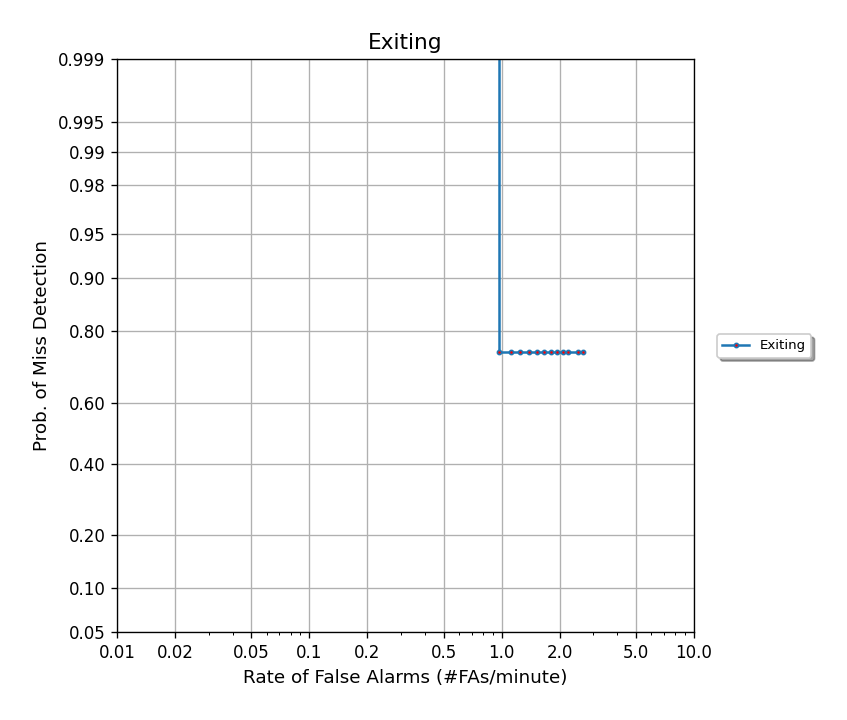 Exiting
0.999
0.995
0.99
0.98
0.95
0.90
0.80
0.60
0.40
0.20
0.10
0.05
Prob. of Miss Detection
0.01 0.02 0.05 0.1 0.2 0.5 1.0 2.0 5.0 10.0
Rate of False Alarms (#FAs/minute)
Exiting